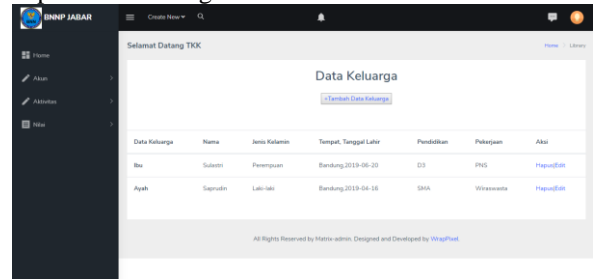 BNNP JABAR
Create New
Selamat Datang TKK
Home Library
Home
Akun
Aktivitas
Nilai
Data Keluarga
+Tambah Data Keluarga
Data Keluarga Nama Jenis Kelamin Tempat, Tanggal Lahir Pendidikan Pekerjaan Aksi
Ibu Sulastri Perempuan Bandung,2019-06-20 D3 PNS Hapus|Edit
Ayah Saprudin Laki-laki Bandung,2019-04-16 SMA Wiraswasta Hapus|Edit
All Rights Reserved by Matrix-admin. Designed and Developed by WrapPixel.